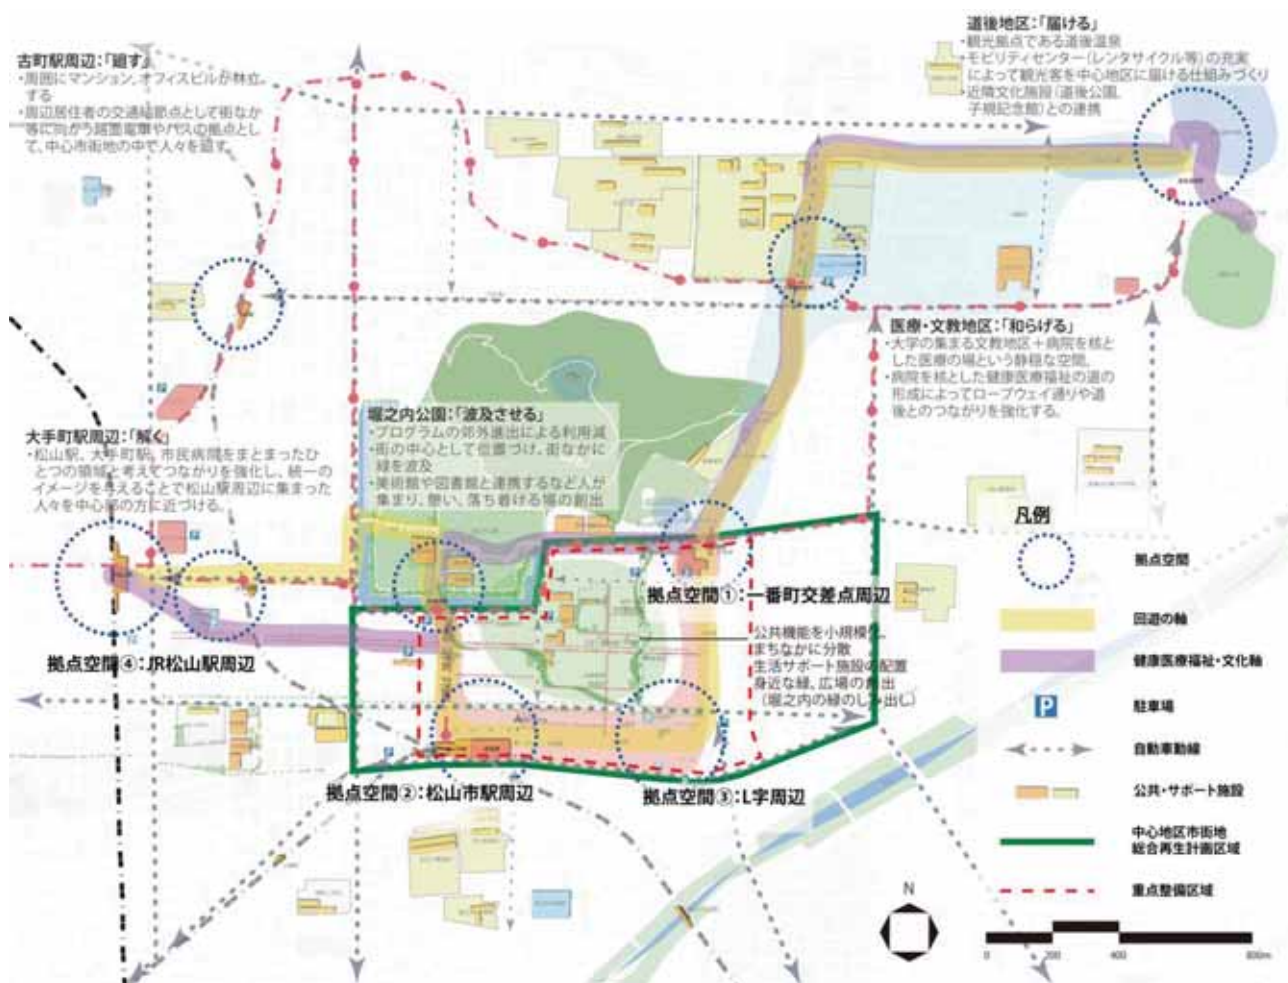 古町駅周辺:「廻す」
・周囲にマンション、オフィスビルが林立
する
・周辺居住者の交通結節点として街なか
等に向かう路面電車やバスの拠点とし
て、中心市街地の中で人々を廻す。
道後地区:「届ける」
・観光拠点である道後温泉
・モビリティセンター(レンタサイクル等)の充実
によって観光客を中心地区に届ける仕組みづくり
・近隣文化施設(道後公園、
子規記念館)との連携
医療・文教地区:「和らげる」
・大学の集まる文教地区+病院を核と
した医療の場という静穏な空間。
・病院を核とした健康医療福祉の道の
形成によってロープウェイ通りや道
後とのつながりを強化する。
堀之内公園:「波及させる」
・プログラムの郊外進出による利用減
・街の中心として位置づけ、街なかに
緑を波及
・美術館や図書館と連携するなど人が
集まり、憩い、落ち着ける場の創出
大手町駅周辺:「解く」
・松山駅、大手町駅、市民病院をまとまったひ
とつの領域と考えてつながりを強化し、統一の
イメージを与えることで松山駅周辺に集まった
人々を中心部の方に近づける。
拠点空間①:一番町交差点周辺
公共機能を小規模化、
まちなかに分散
生活サポート施設の配置
身近な緑、広場の創出
(堀之内の緑のしみ出し)
拠点空間④:JR松山駅周辺
拠点空間②:松山市駅周辺
拠点空間③:L字周辺
凡例
拠点空間
回遊の軸
健康医療福祉・文化軸
P
駐車場
自動車動線
公共・サポート施設
中心地区市街地
総合再生計画区域
重点整備区域
N
0 200 400 800m